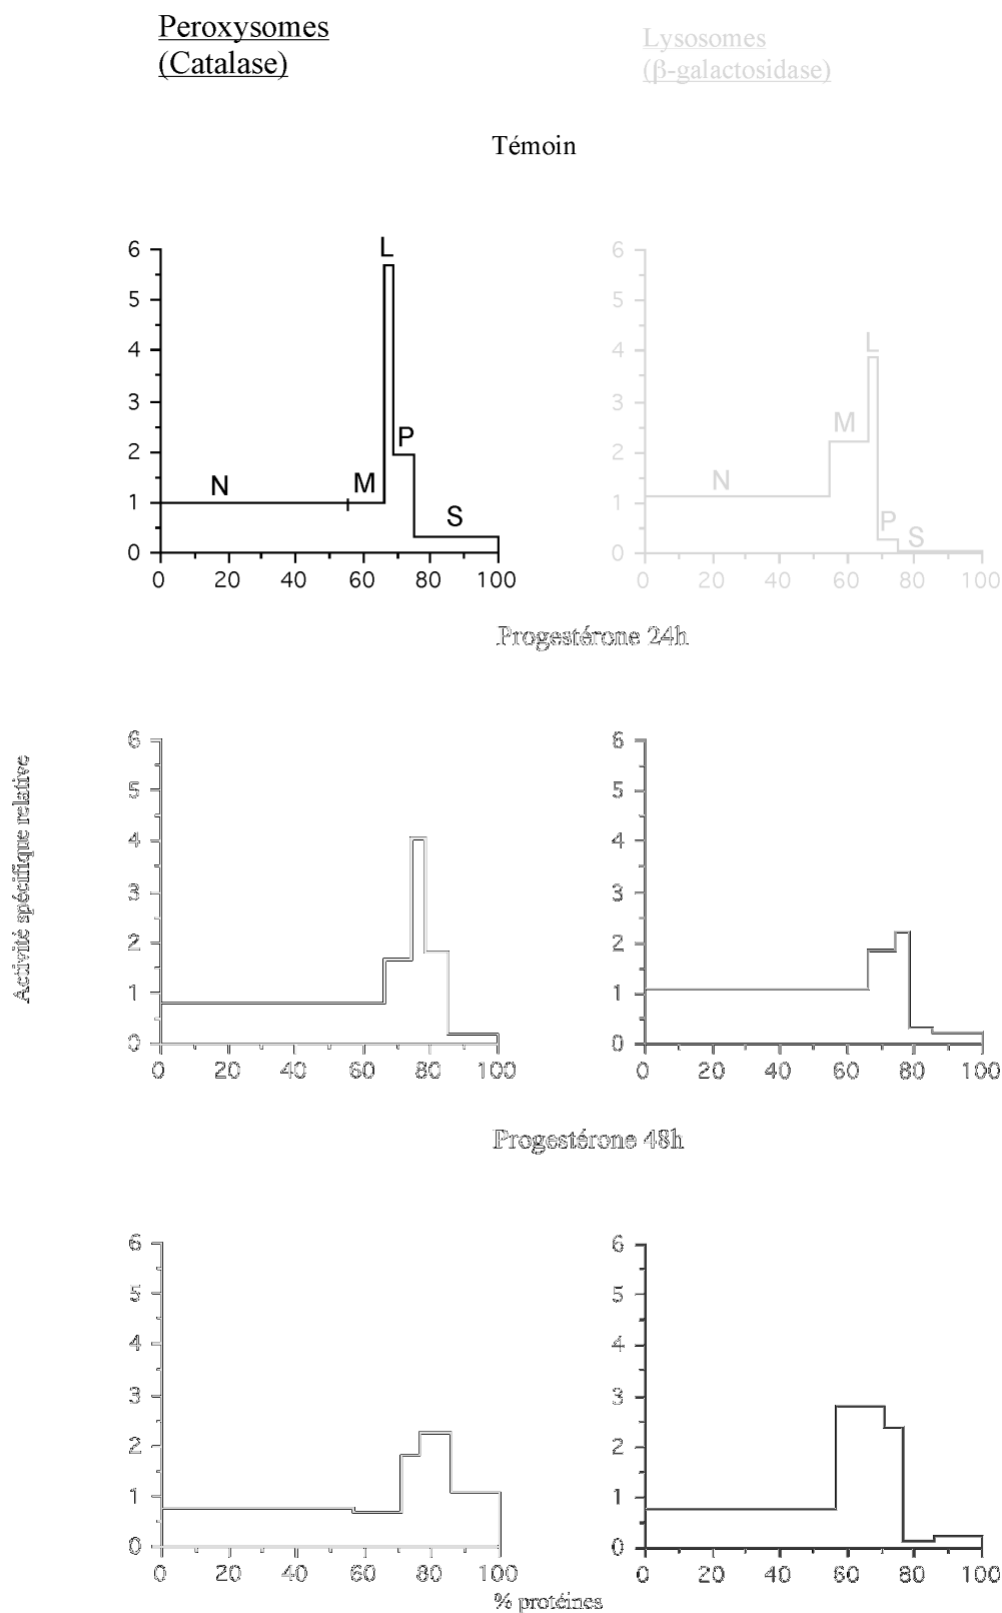 Peroxysomes
(Catalase)
Lysosomes
(β-galactosidase)
Témoin
6
5
4
3
2
1
0
L
P
N
M
S
0 20 40 60 80 100
6
5
4
3
2
1
0
L
M
N
P
S
0 20 40 60 80 100
Progestérone 24h
Activité spécifique relative
6
5
4
3
2
1
0
0 20 40 60 80 100
6
5
4
3
2
1
0
0 20 40 60 80 100
Progestérone 48h
6
5
4
3
2
1
0
0 20 40 60 80 100
6
5
4
3
2
1
0
0 20 40 60 80 100
% protéines